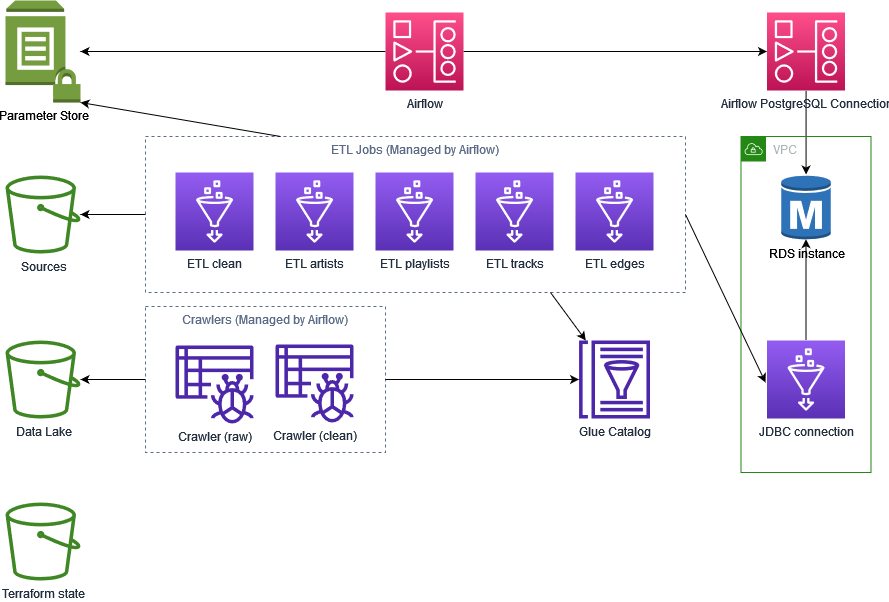 Parameter Store
Airflow
Airflow PostgreSQL Connection
ETL Jobs (Managed by Airflow)
VPC
ETL clean
ETL artists
ETL playlists
ETL tracks
ETL edges
M
RDS instance
Sources
Crawlers (Managed by Airflow)
Crawler (raw)
Crawler (clean)
Data Lake
Glue Catalog
JDBC connection
Terraform state